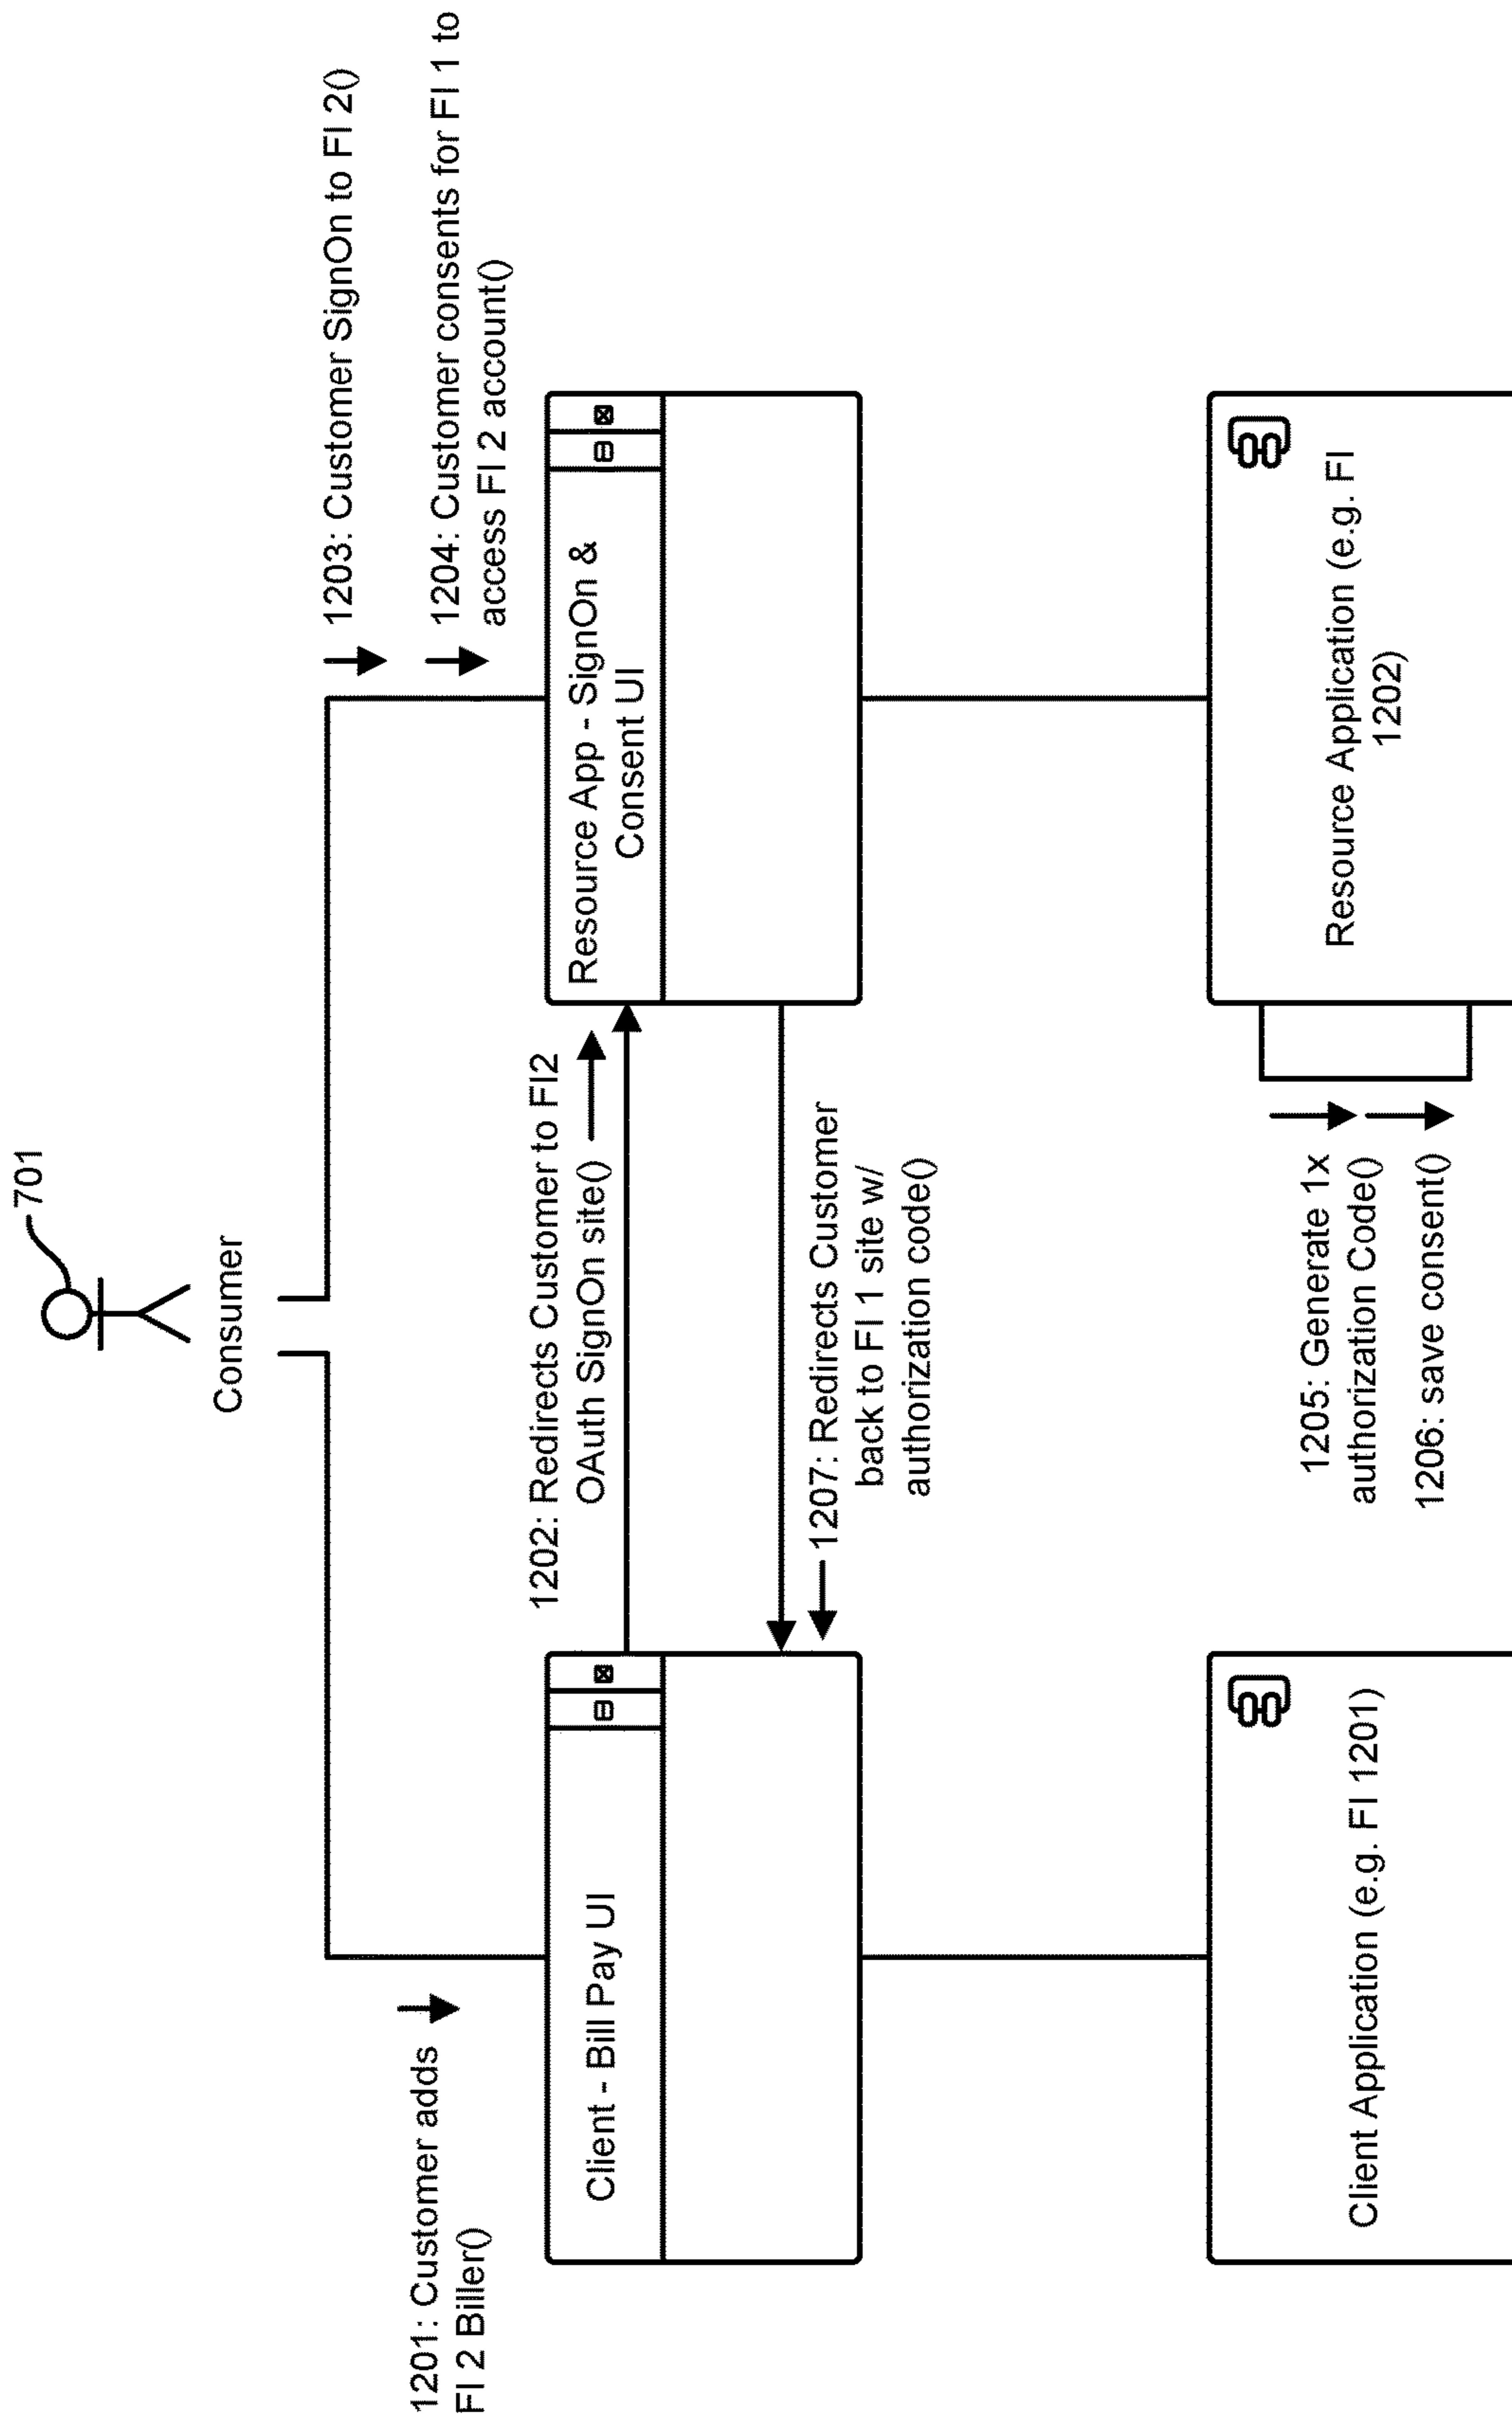 701
Consumer
1201: Customer adds
FI 2 Biller()
1203: Customer SignOn to FI 2()
1204: Customer consents for FI 1 to
access FI 2 account()
1202: Redirects Customer to FI2
OAuth SignOn site()
Client - Bill Pay UI
Resource App - SignOn &
Consent UI
1207: Redirects Customer
back to FI 1 site w/
authorization code()
Client Application (e.g. FI 1201)
1205: Generate 1x
authorization Code()
1206: save consent()
Resource Application (e.g. FI
1202)